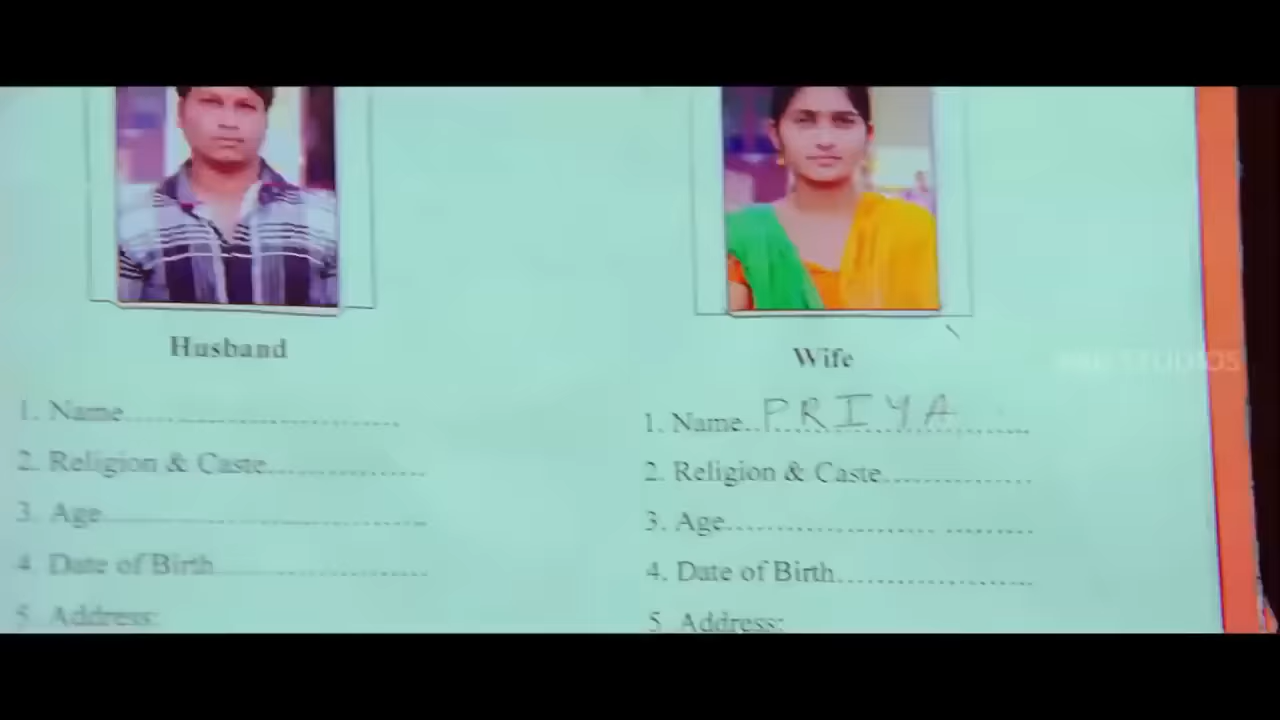 Husband
1. Name..............................
2. Religion & Caste.................
3. Age..................................
4. Date of Birth......................
5. Address:
Wife
1. Name..PRIYA.......
2. Religion & Caste.................
3. Age..................................
4. Date of Birth......................
5. Address:
STUDIOS